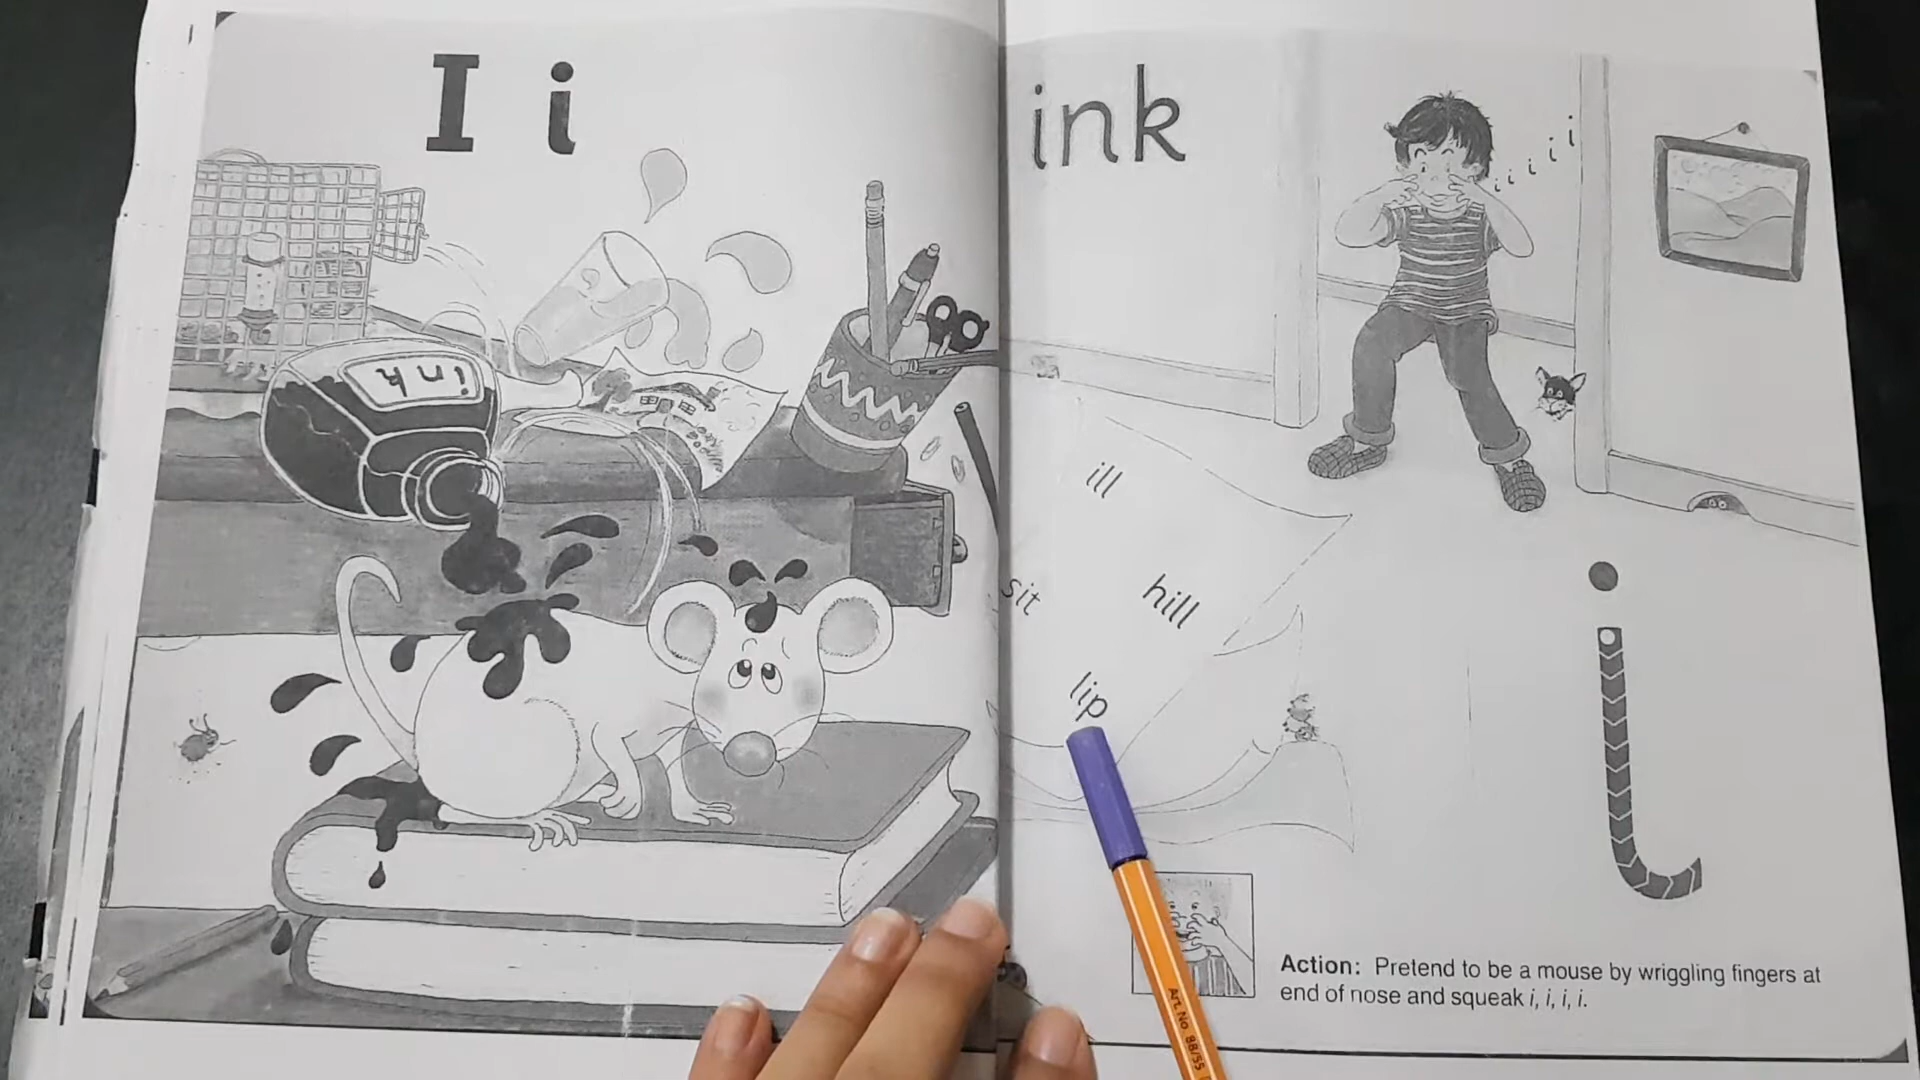 I i
ink
i i i i i
ink
ill
sit
hill
lip
i
Action: Pretend to be a mouse by wriggling fingers at
end of nose and squeak i, i, i, i.
Art. No 88/55